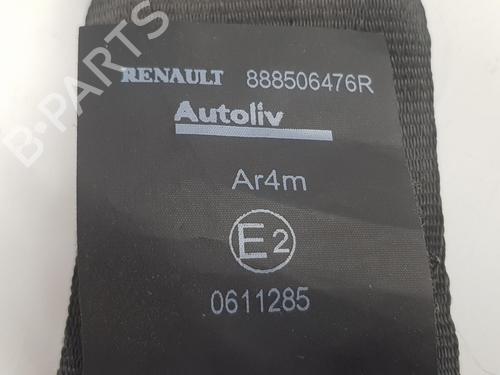 RENAULT 888506476R
Autoliv
Ar4m
E2
0611285
B-PARTS